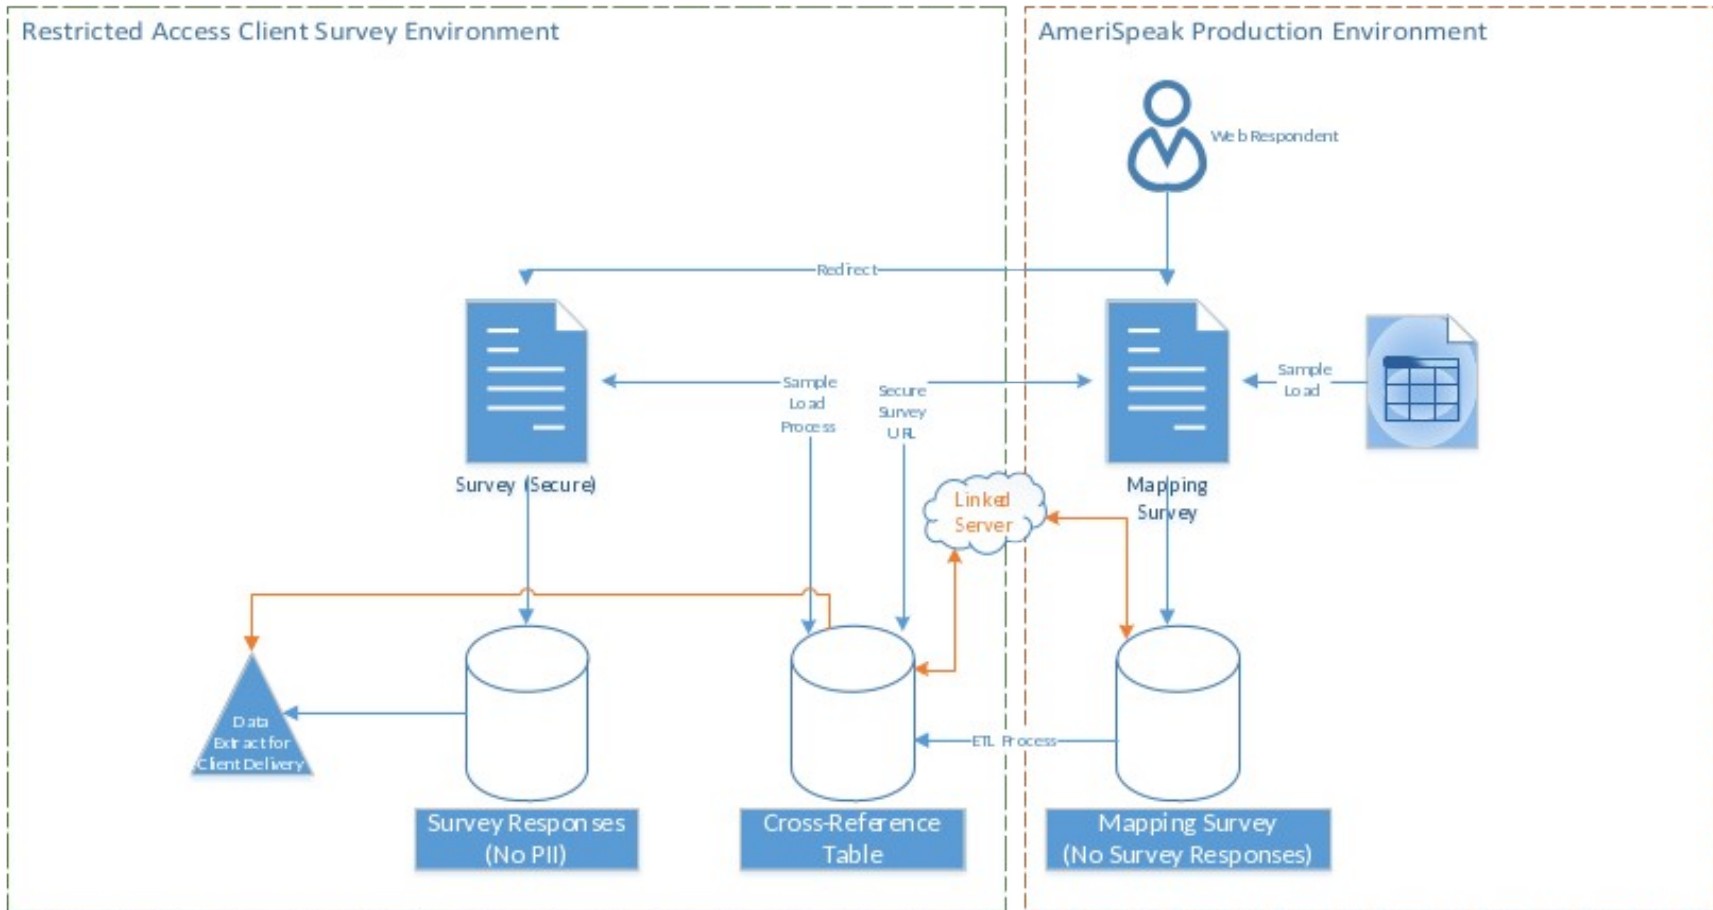 Restricted Access Client Survey Environment
AmeriSpeak Production Environment
Web Respondent
Redirect
Sample
Load
Process
Secure
Survey
URL
Sample
Load
Survey (Secure)
Mapping
Survey
Linked
Server
Data
Extract for
Client Delivery
ETL Process
Survey Responses
(No PII)
Cross-Reference
Table
Mapping Survey
(No Survey Responses)